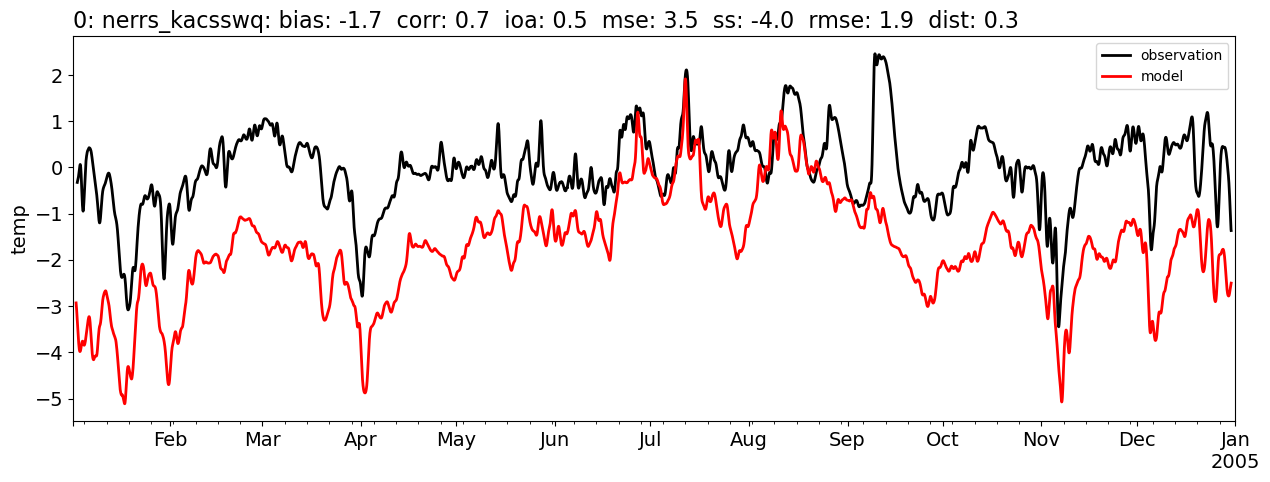 0: nerrs_kacsswq: bias: -1.7  corr: 0.7  ioa: 0.5  mse: 3.5  ss: -4.0  rmse: 1.9  dist: 0.3
observation
model
temp
2
1
0
−1
−2
−3
−4
−5
Feb
Mar
Apr
May
Jun
Jul
Aug
Sep
Oct
Nov
Dec
Jan
2005